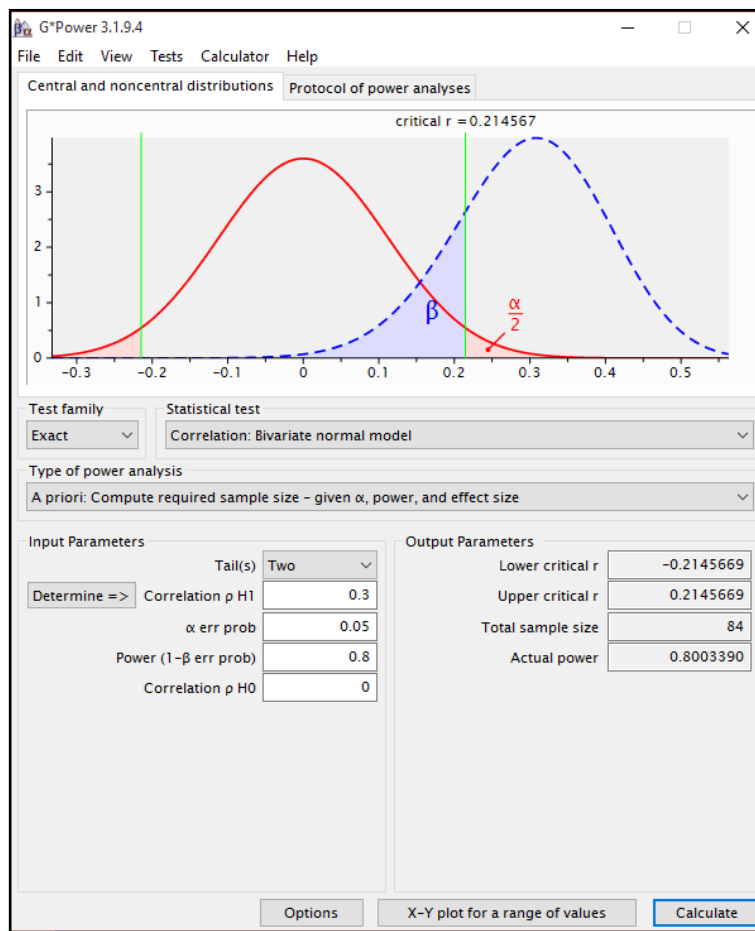 βα G*Power 3.1.9.4
File Edit View Tests Calculator Help
Central and noncentral distributions Protocol of power analyses
critical r = 0.214567
3
2
1
0
β
α
2
-0.3 -0.2 -0.1 0 0.1 0.2 0.3 0.4 0.5
Test family Statistical test
Exact Correlation: Bivariate normal model
Type of power analysis
A priori: Compute required sample size – given α, power, and effect size
Input Parameters Output Parameters
Tail(s) Two Lower critical r -0.2145669
Determine => Correlation ρ H1 0.3 Upper critical r 0.2145669
α err prob 0.05 Total sample size 84
Power (1-β err prob) 0.8 Actual power 0.8003390
Correlation ρ H0 0
Options X-Y plot for a range of values Calculate